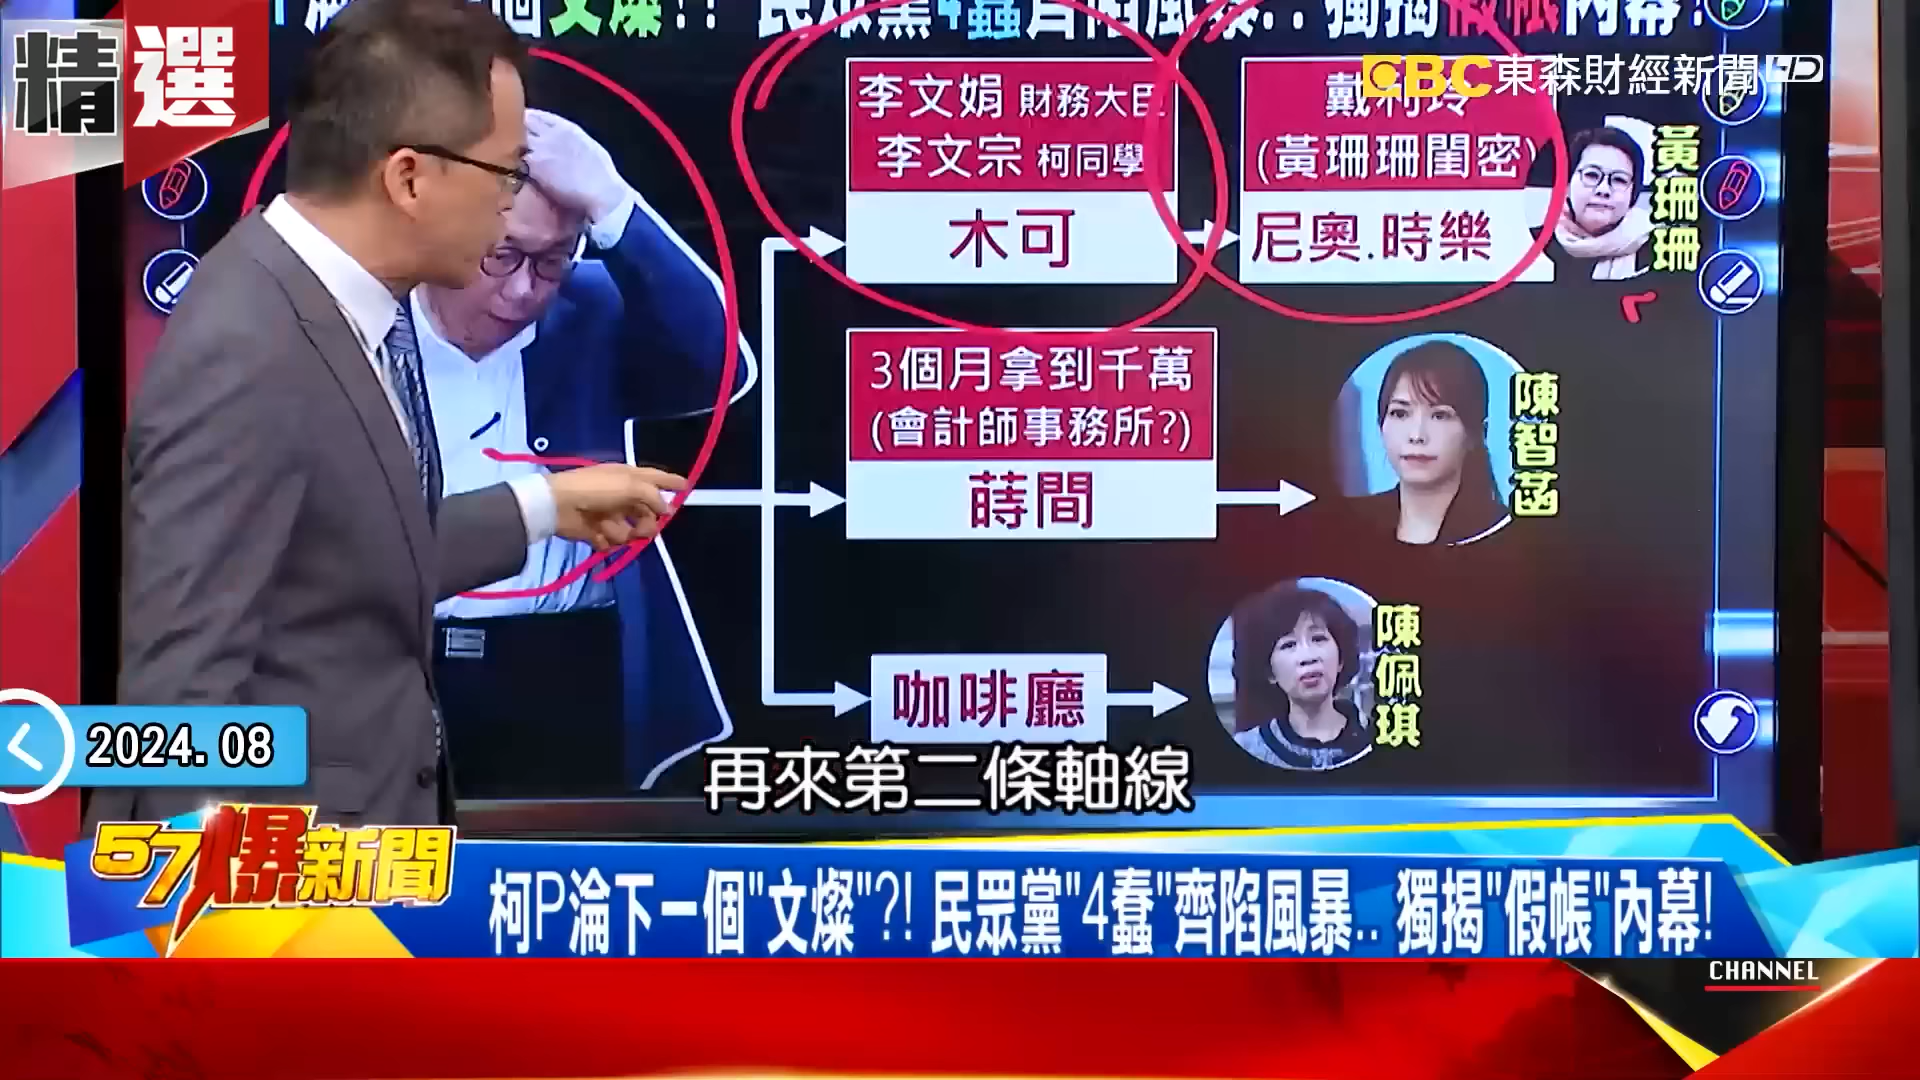 精選
EBC 東森財經新聞 HD
李文娟 財務大臣
李文宗 柯同學
木可
戴利玲
(黃珊珊閨密)
尼奧.時樂
黃珊珊
3個月拿到千萬
(會計師事務所?)
蒔間
陳智菡
咖啡廳
陳佩琪
再來第二條軸線
2024.08
57爆新聞
柯P淪下一個"文燦"?! 民眾黨"4蠢"齊陷風暴.. 獨揭"假帳"內幕!
CHANNEL